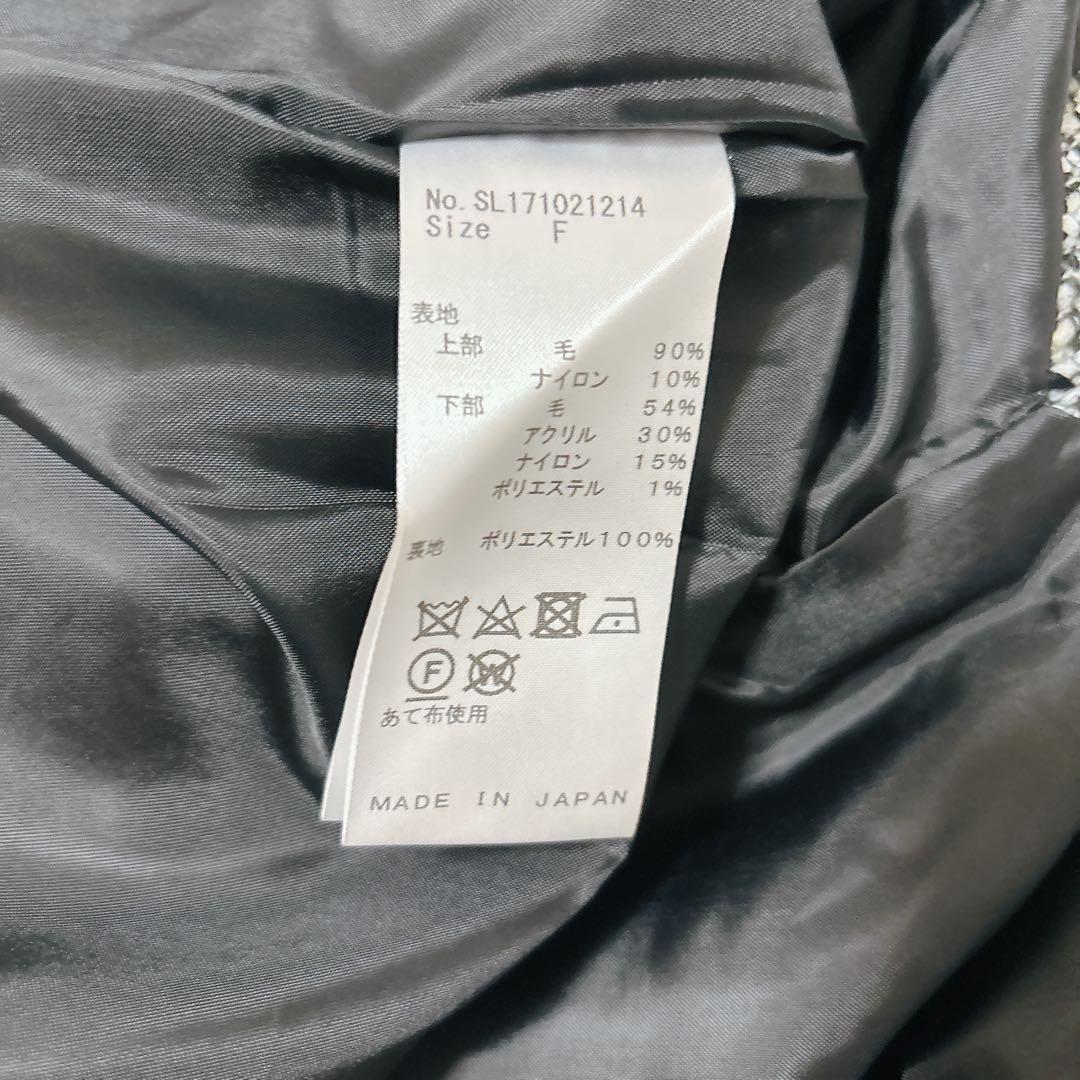 No. SL171021214
Size F
表地
上部 毛 90%
ナイロン 10%
下部 毛 54%
アクリル 30%
ナイロン 15%
ポリエステル 1%
裏地 ポリエステル100%
F W
あて布使用
MADE IN JAPAN